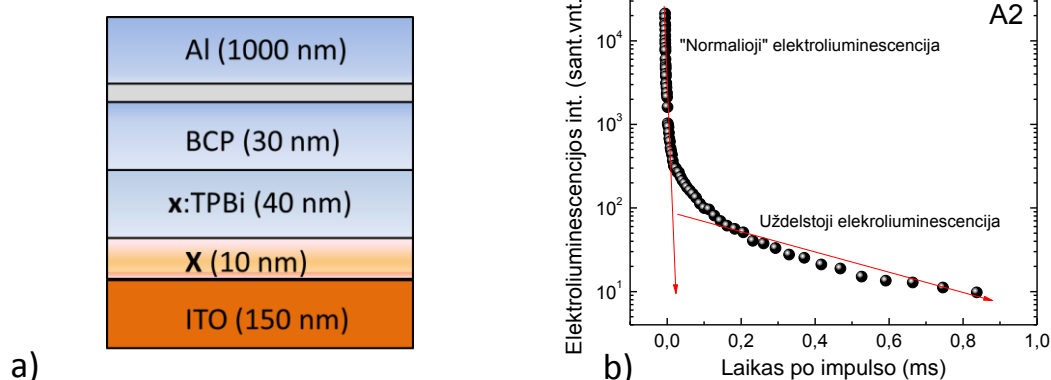 Al (1000 nm)
BCP (30 nm)
x:TPBi (40 nm)
X (10 nm)
ITO (150 nm)
a)
A2
"Normalioji" elektroliuminescencija
Uždelstoji elekroliuminescencija
Elektroliuminescencijos int. (sant.vnt.)
10⁴
10³
10²
10¹
0,0 0,2 0,4 0,6 0,8 1,0
Laikas po impulso (ms)
b)